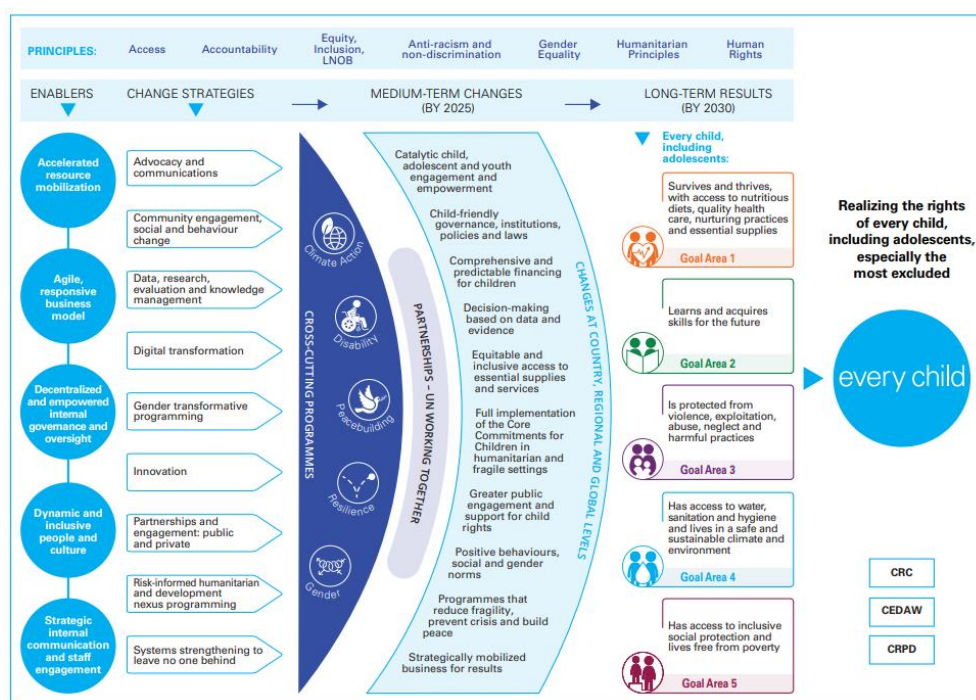 PRINCIPLES:
Access
Accountability
Equity,
Inclusion,
LNOB
Anti-racism and
non-discrimination
Gender
Equality
Humanitarian
Principles
Human
Rights
ENABLERS
CHANGE STRATEGIES
MEDIUM-TERM CHANGES
(BY 2025)
LONG-TERM RESULTS
(BY 2030)
Accelerated
resource
mobilization
Agile,
responsive
business
model
Decentralized
and empowered
internal
governance and
oversight
Dynamic and
inclusive
people and
culture
Strategic
internal
communication
and staff
engagement
Advocacy and
communications
Community engagement,
social and behaviour
change
Data, research,
evaluation and knowledge
management
Digital transformation
Gender transformative
programming
Innovation
Partnerships and
engagement: public
and private
Risk-informed humanitarian
and development
nexus programming
Systems strengthening to
leave no one behind
CROSS-CUTTING PROGRAMMES
Climate Action
Disability
Peacebuilding
Resilience
Gender
PARTNERSHIPS – UN WORKING TOGETHER
Catalytic child,
adolescent and youth
engagement and
empowerment
Child-friendly
governance, institutions,
policies and laws
Comprehensive and
predictable financing
for children
Decision-making
based on data and
evidence
Equitable and
inclusive access to
essential supplies
and services
Full implementation
of the Core
Commitments for
Children in
humanitarian and
fragile settings
Greater public
engagement and
support for child
rights
Positive behaviours,
social and gender
norms
Programmes that
reduce fragility,
prevent crisis and build
peace
Strategically mobilized
business for results
CHANGES AT COUNTRY, REGIONAL AND GLOBAL LEVELS
Every child,
including
adolescents:
Survives and thrives,
with access to nutritious
diets, quality health
care, nurturing practices
and essential supplies
Goal Area 1
Learns and acquires
skills for the future
Goal Area 2
Is protected from
violence, exploitation,
abuse, neglect and
harmful practices
Goal Area 3
Has access to water,
sanitation and hygiene
and lives in a safe and
sustainable climate and
environment
Goal Area 4
Has access to inclusive
social protection and
lives free from poverty
Goal Area 5
Realizing the rights
of every child,
including adolescents,
especially the
most excluded
every child
CRC
CEDAW
CRPD